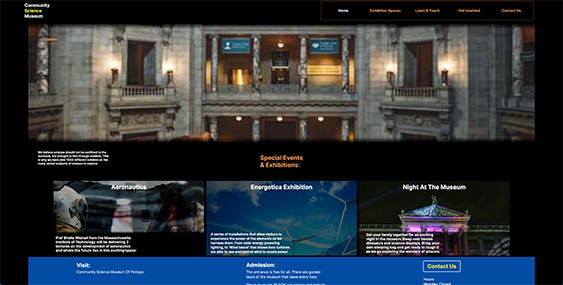 Community
Science
Museum
Home
Exhibition Spaces
Learn & Teach
Get Involved
Contact Us
Explore
We believe science should not be confined to the
textbook, but brought to live through exhibits. This
is why we have over 1000 different exhibits on the
many varied subjects of science to explore.
Special Events
& Exhibitions:
Aeronautics
Prof Sheila Widnall from the Massachusetts
Institute of Technology will be delivering 3
lectures on the development of aeronautics
and where the future lies in this exciting space!
Energetica Exhibition
A series of installations that allow visitors to
experience the power of the elements as we
harness them. From solar energy powering
lighting, to 'Wind Island' that shows how turbines
are able to use and control wind to create power
Night At The Museum
Get your family together for an exciting
night in the museum. Sleep over beside
dinosaurs and science displays. Bring your
own sleeping bag and get ready to rough it
as we go exploring the wonders of science
Visit:
Community Science Museum Of Pattaya
Admission:
The entrance is free for all. There are guided
tours of the museum that leave every hour.
Contact Us
Hours:
Monday: Closed